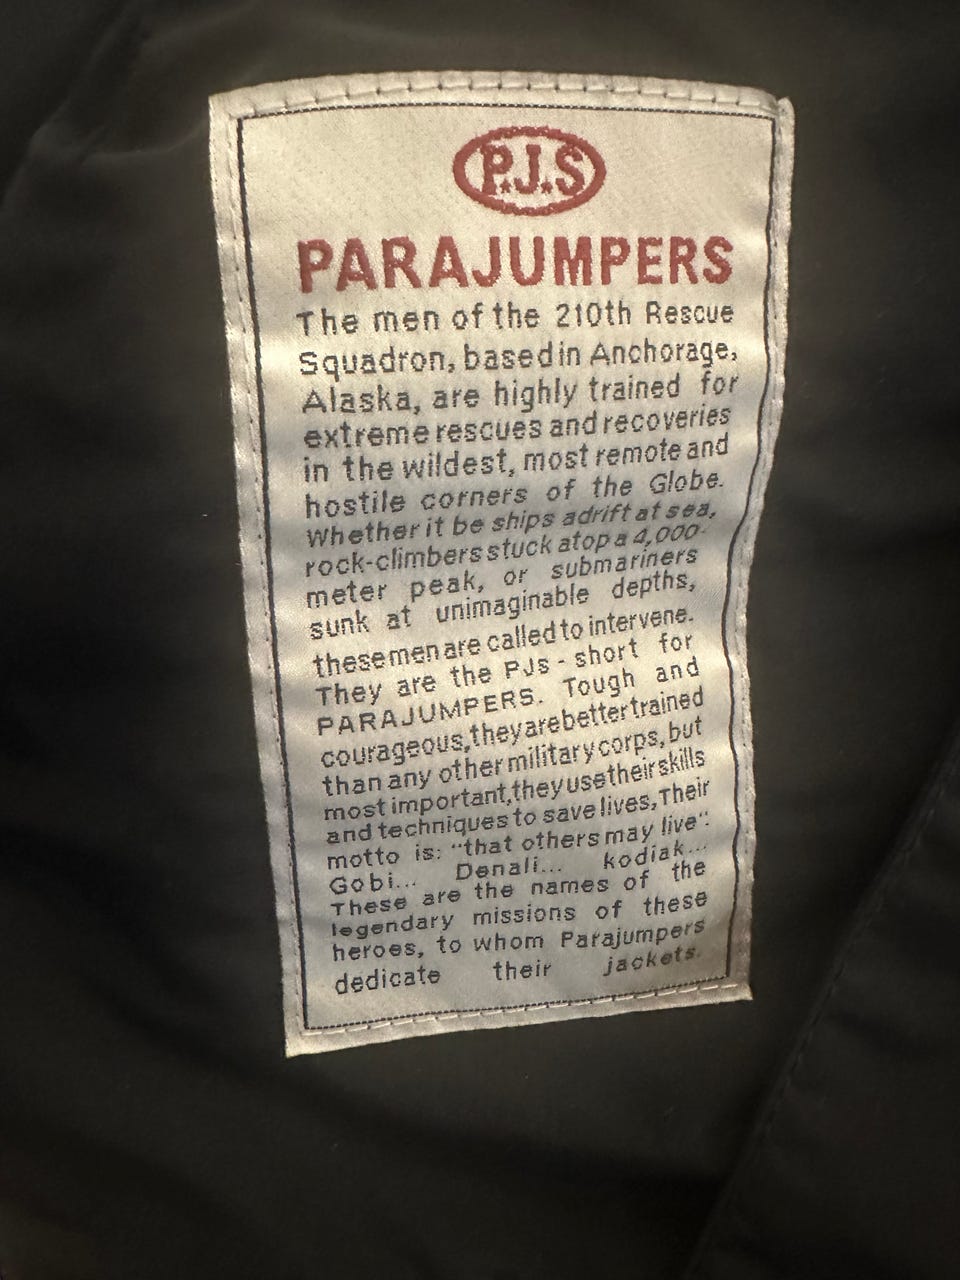 P.J.S
PARAJUMPERS
The men of the 210th Rescue
Squadron, based in Anchorage,
Alaska, are highly trained for
extreme rescues and recoveries
in the wildest, most remote and
hostile corners of the Globe.
Whether it be ships adrift at sea,
rock-climbers stuck atop a 4,000-
meter peak, or submariners
sunk at unimaginable depths,
these men are called to intervene.
They are the PJs - short for
PARAJUMPERS. Tough and
courageous, they are better trained
than any other military corps, but
most important, they use their skills
and techniques to save lives, Their
motto is: "that others may live".
Gobi... Denali... kodiak...
These are the names of the
legendary missions of these
heroes, to whom Parajumpers
dedicate their jackets.